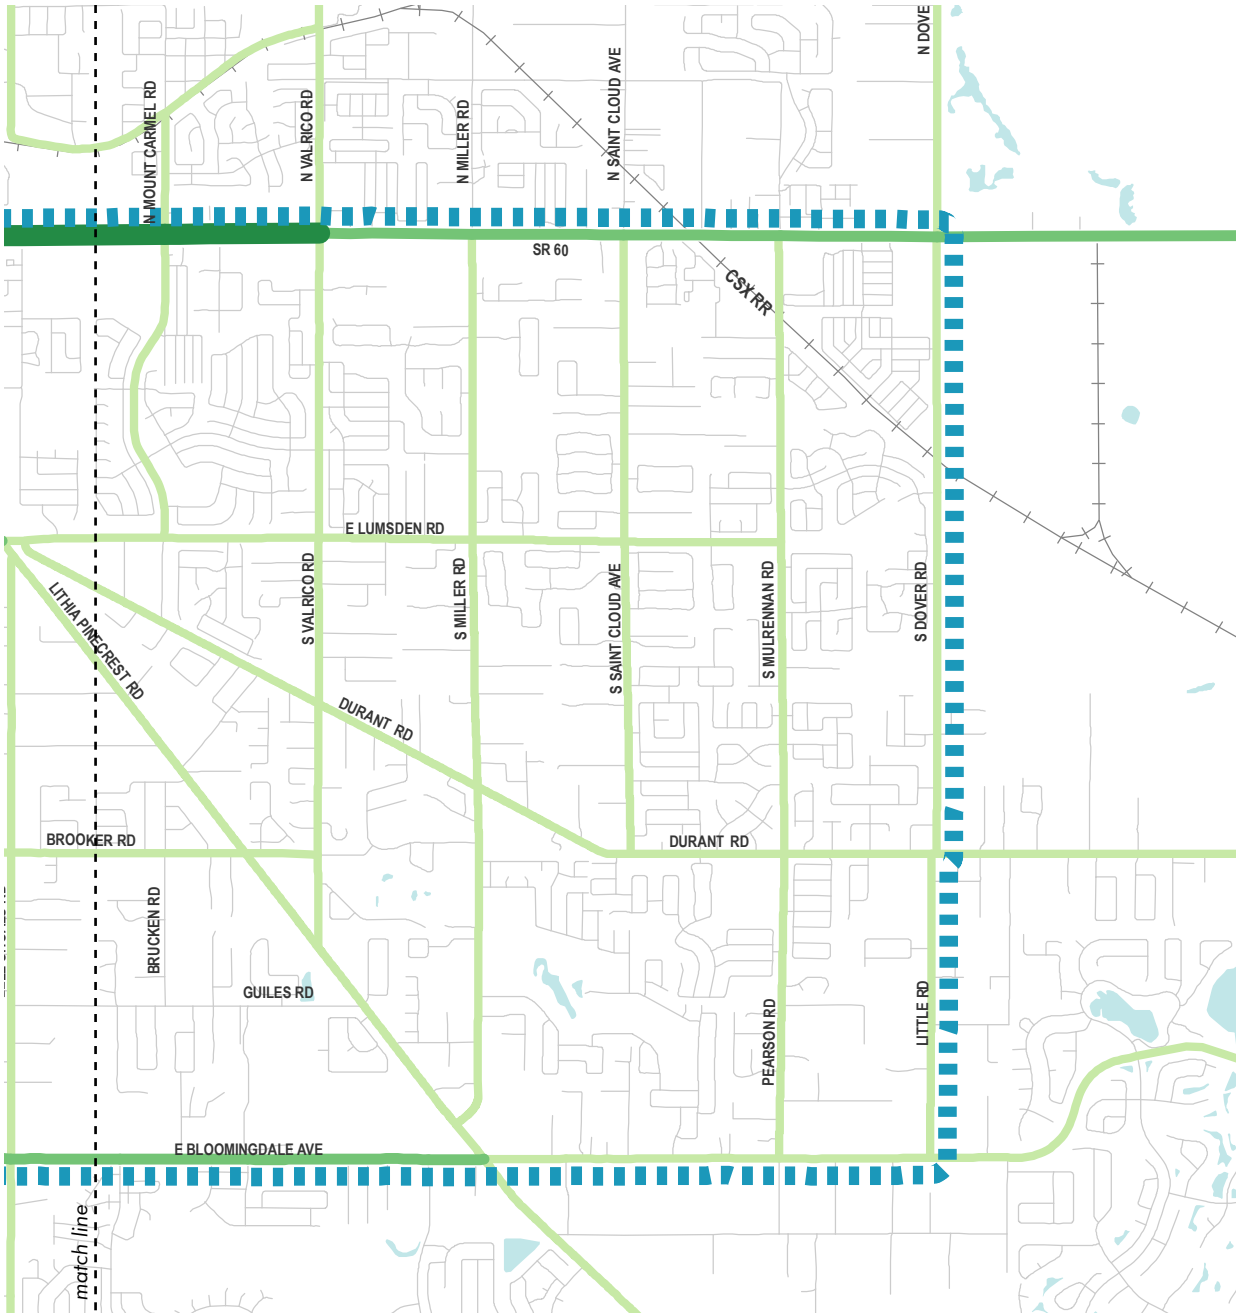 N DOVE
N MOUNT CARMEL RD
N VALRICO RD
N MILLER RD
N SAINT CLOUD AVE
SR 60
CSX RR
E LUMSDEN RD
LITHIA PINECREST RD
S VALRICO RD
S MILLER RD
S SAINT CLOUD AVE
S MULRENNAN RD
S DOVER RD
DURANT RD
BROOKER RD
DURANT RD
BRUCKEN RD
GUILES RD
PEARSON RD
LITTLE RD
E BLOOMINGDALE AVE
match line